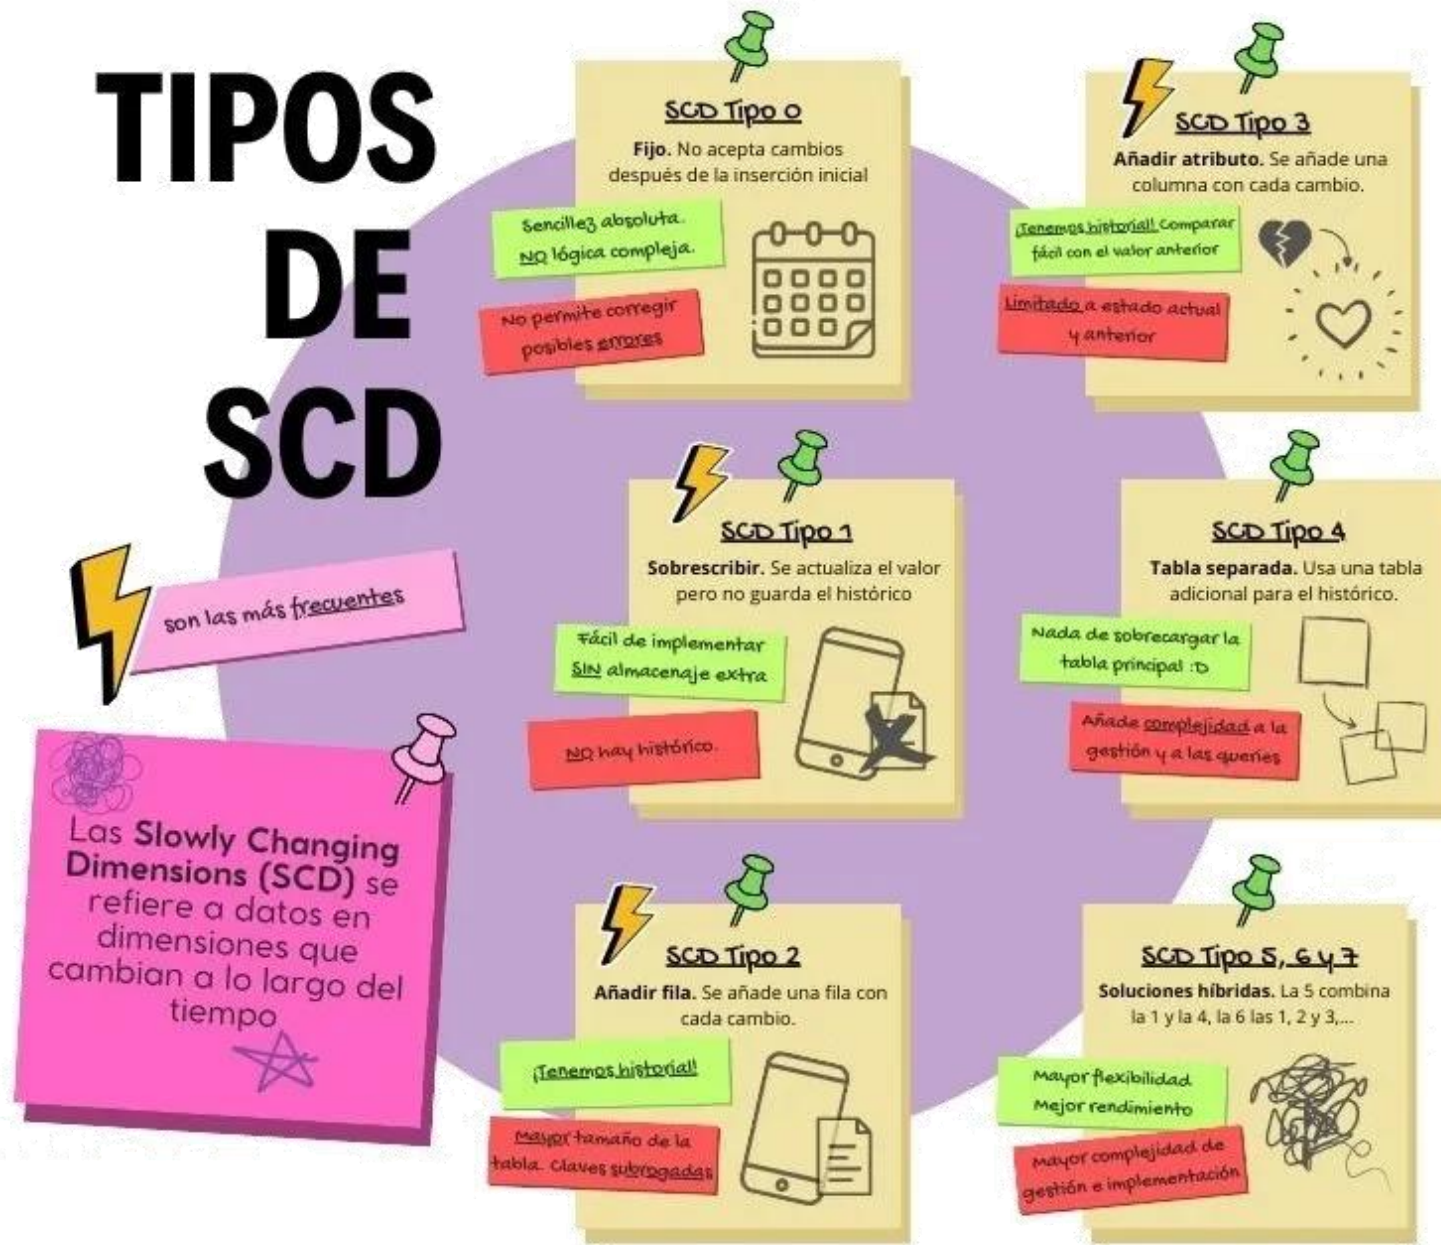 TIPOS
DE
SCD
son las más frecuentes
Las Slowly Changing
Dimensions (SCD) se
refiere a datos en
dimensiones que
cambian a lo largo del
tiempo
SCD Tipo 0
Fijo. No acepta cambios
después de la inserción inicial
Sencillez absoluta.
NO lógica compleja.
No permite corregir
posibles errores
SCD Tipo 1
Sobrescribir. Se actualiza el valor
pero no guarda el histórico
Fácil de implementar
SIN almacenaje extra
NO hay histórico.
SCD Tipo 2
Añadir fila. Se añade una fila con
cada cambio.
¡Tenemos historial!
Mayor tamaño de la
tabla. Claves subrogadas
SCD Tipo 3
Añadir atributo. Se añade una
columna con cada cambio.
¡Tenemos historial! Comparar
fácil con el valor anterior
Limitado a estado actual
y anterior
SCD Tipo 4
Tabla separada. Usa una tabla
adicional para el histórico.
Nada de sobrecargar la
tabla principal :D
Añade complejidad a la
gestión y a las queries
SCD Tipo 5, 6 y 7
Soluciones híbridas. La 5 combina
la 1 y la 4, la 6 las 1, 2 y 3,...
Mayor flexibilidad
Mejor rendimiento
Mayor complejidad de
gestión e implementación